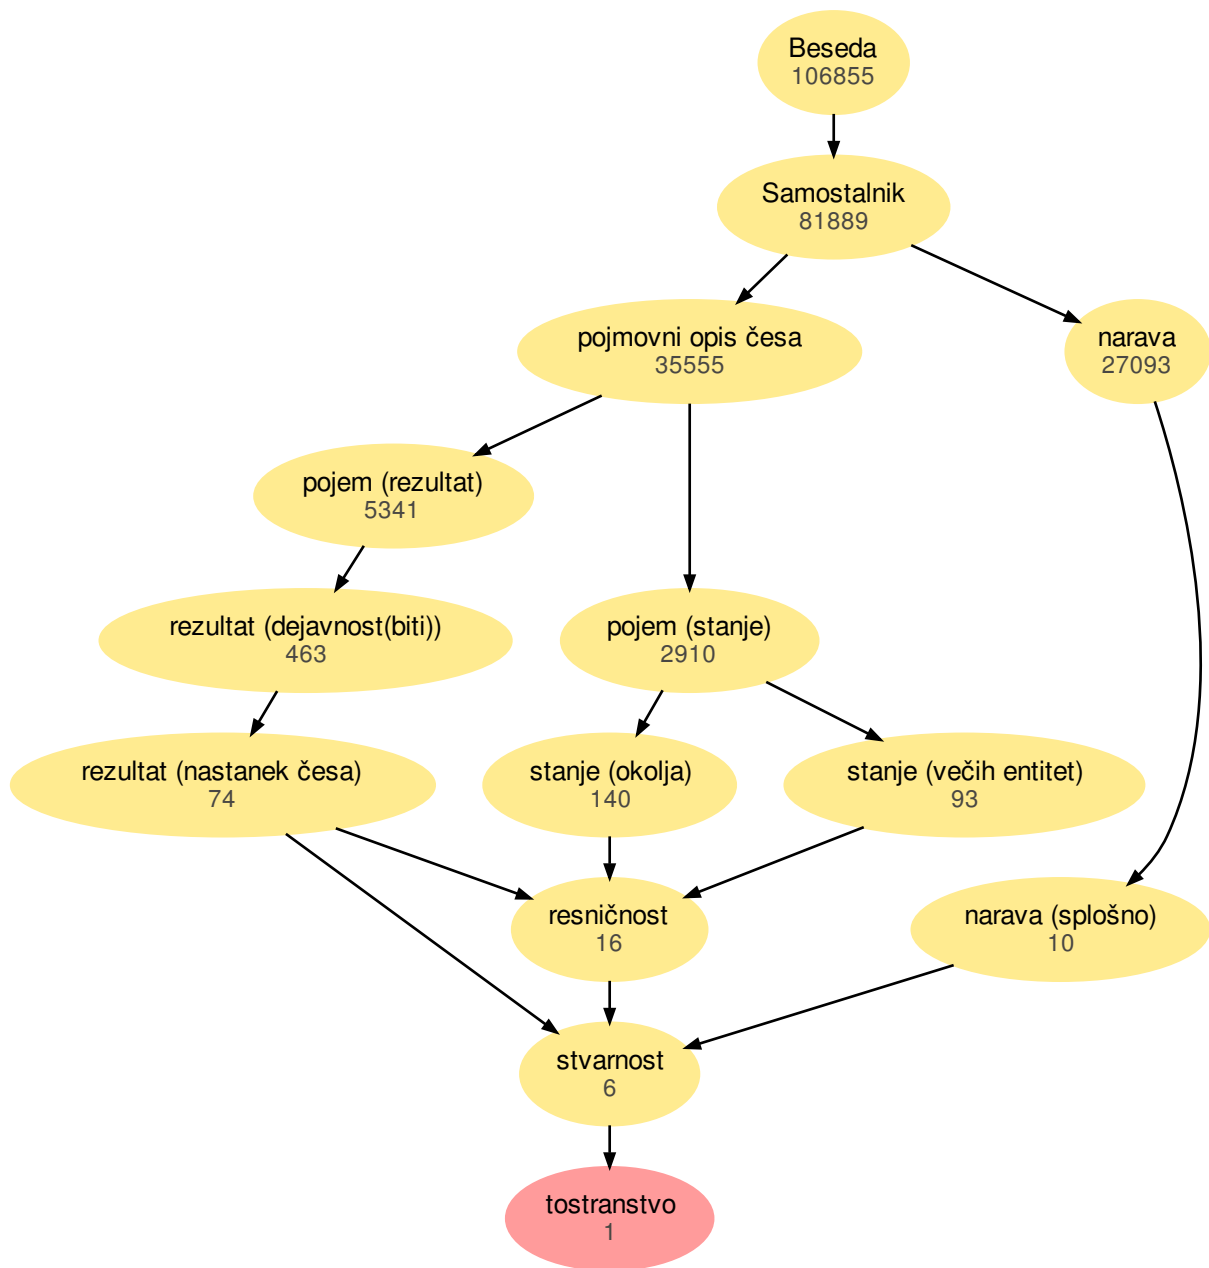 Beseda
106855
Samostalnik
81889
pojmovni opis česa
35555
narava
27093
pojem (rezultat)
5341
rezultat (dejavnost(biti))
463
pojem (stanje)
2910
rezultat (nastanek česa)
74
stanje (okolja)
140
stanje (večih entitet)
93
resničnost
16
narava (splošno)
10
stvarnost
6
tostranstvo
1